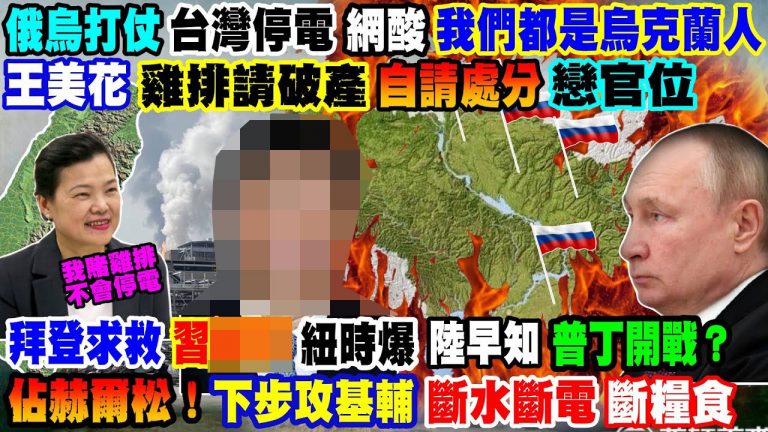 俄烏打仗 台灣停電 網酸 我們都是烏克蘭人
王美花 雞排請破產 自請處分 戀官位
我賭雞排
不會停電
拜登求救 習 紐時爆 陸早知 普丁開戰？
佔赫爾松！下步攻基輔 斷水斷電 斷糧食